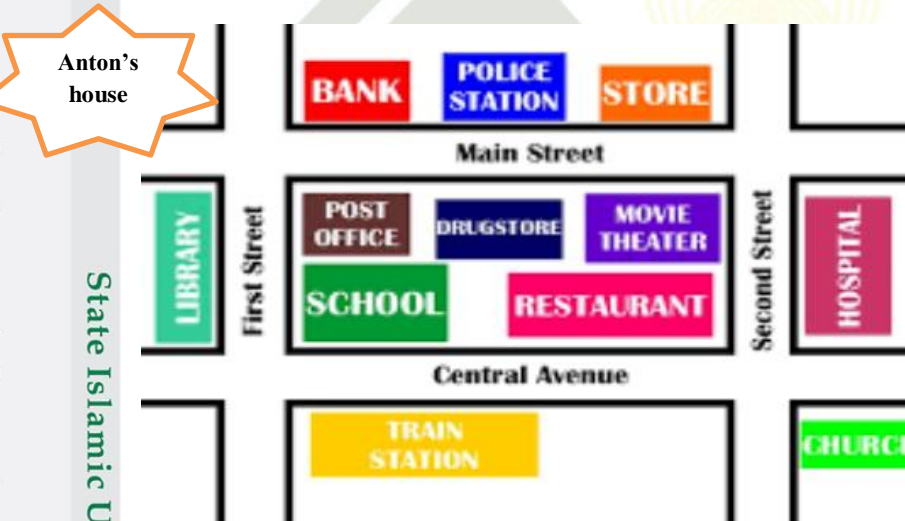 Anton's
house
BANK
POLICE
STATION
STORE
Main Street
LIBRARY
First Street
POST
OFFICE
DRUGSTORE
MOVIE
THEATER
SCHOOL
RESTAURANT
Second Street
HOSPITAL
Central Avenue
TRAIN
STATION
CHURC
State Islamic U